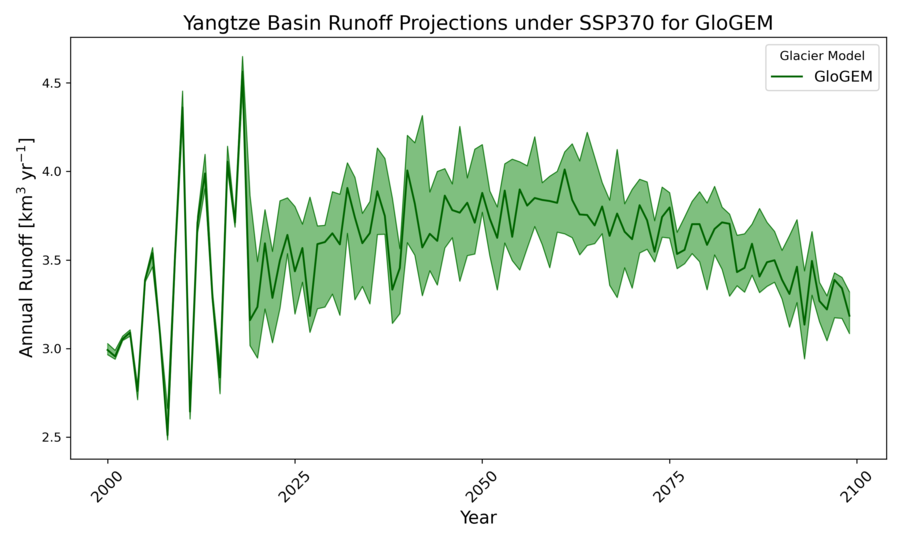 Yangtze Basin Runoff Projections under SSP370 for GloGEM
Glacier Model
GloGEM
Annual Runoff [km³ yr⁻¹]
4.5
4.0
3.5
3.0
2.5
2000
2025
2050
2075
2100
Year